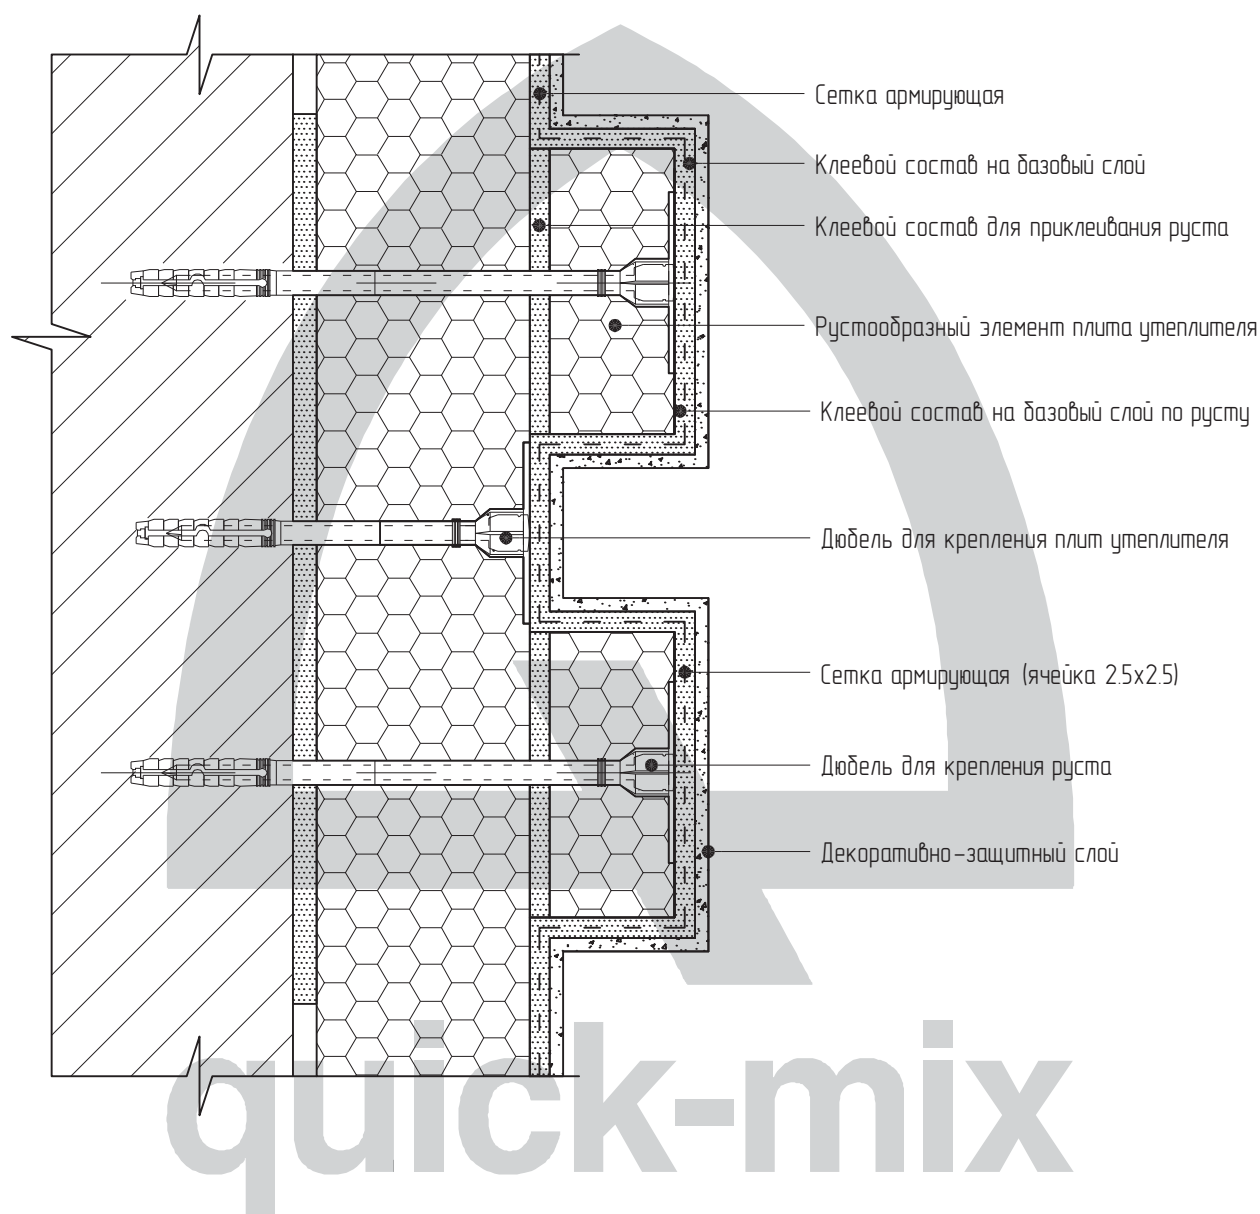 Сетка армирующая
Клеевой состав на базовый слой
Клеевой состав для приклеивания руста
Рустообразный элемент плита утеплителя
Клеевой состав на базовый слой по русту
Дюбель для крепления плит утеплителя
Сетка армирующая (ячейка 2.5х2.5)
Дюбель для крепления руста
Декоративно-защитный слой
quick-mix